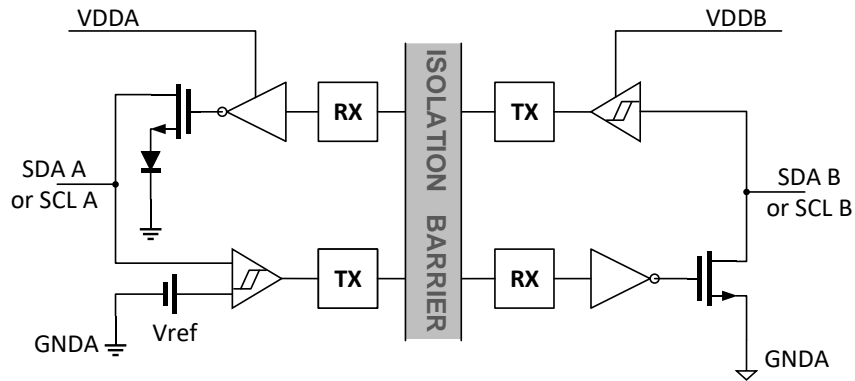 VDDA
VDDB
ISOLATION BARRIER
RX
TX
SDA A
or SCL A
SDA B
or SCL B
TX
RX
Vref
GNDA
GNDA